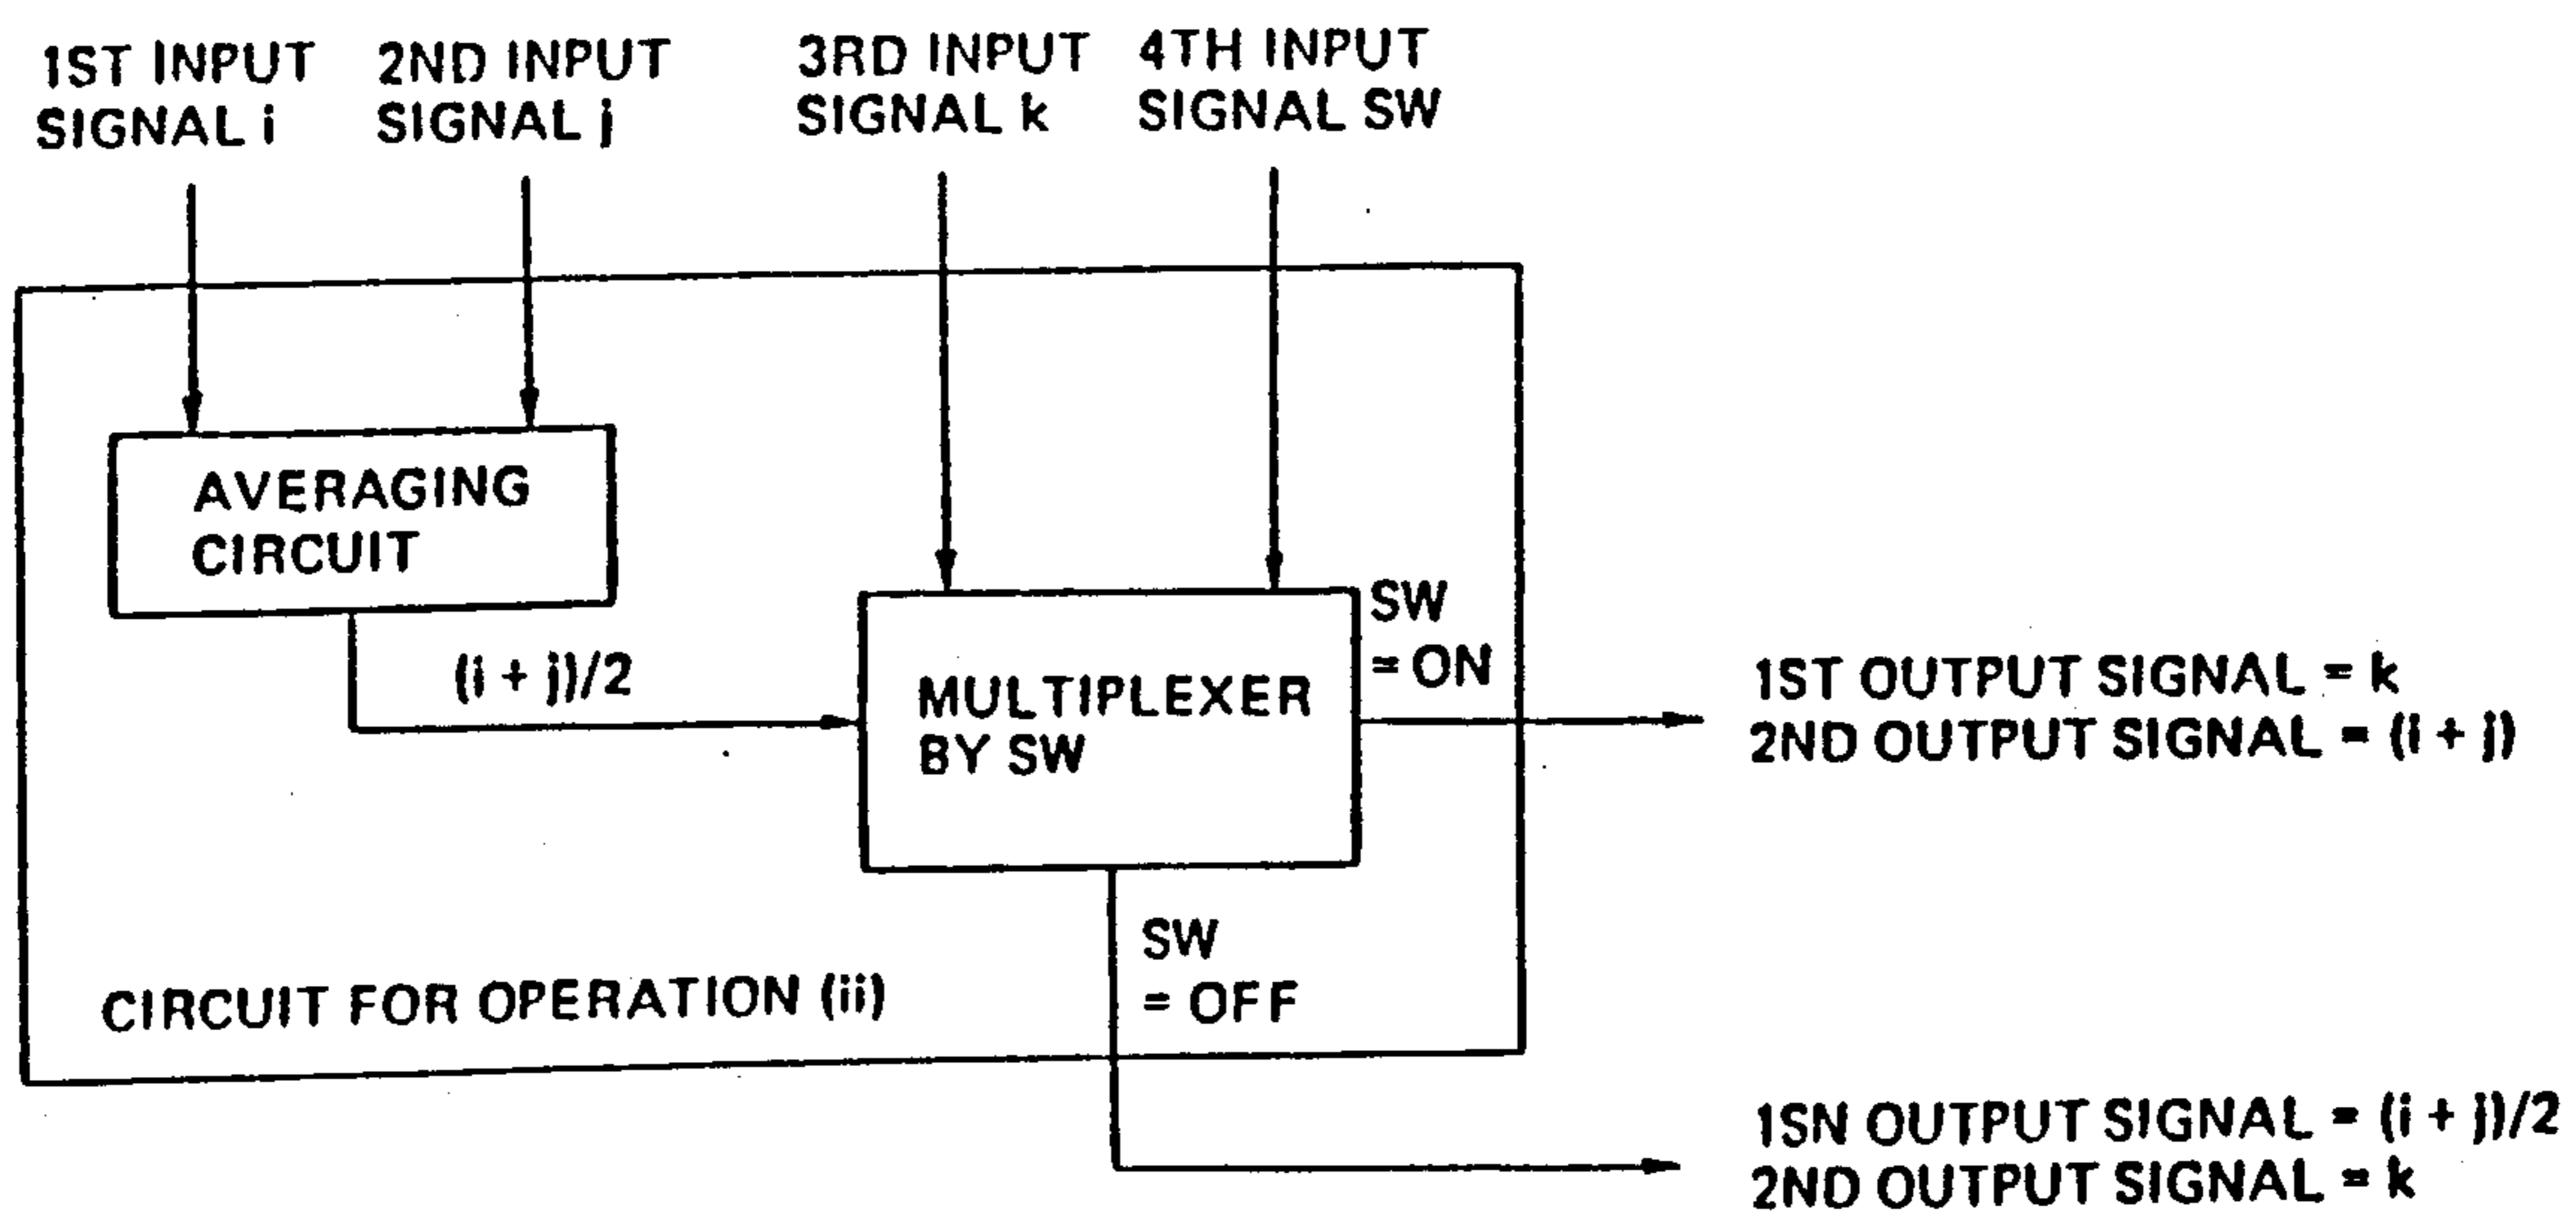 1ST INPUT
SIGNAL i
2ND INPUT
SIGNAL j
3RD INPUT
SIGNAL k
4TH INPUT
SIGNAL SW
AVERAGING
CIRCUIT
(i + j)/2
MULTIPLEXER
BY SW
SW
= ON
1ST OUTPUT SIGNAL = k
2ND OUTPUT SIGNAL = (i + j)
SW
= OFF
CIRCUIT FOR OPERATION (ii)
1SN OUTPUT SIGNAL = (i + j)/2
2ND OUTPUT SIGNAL = k